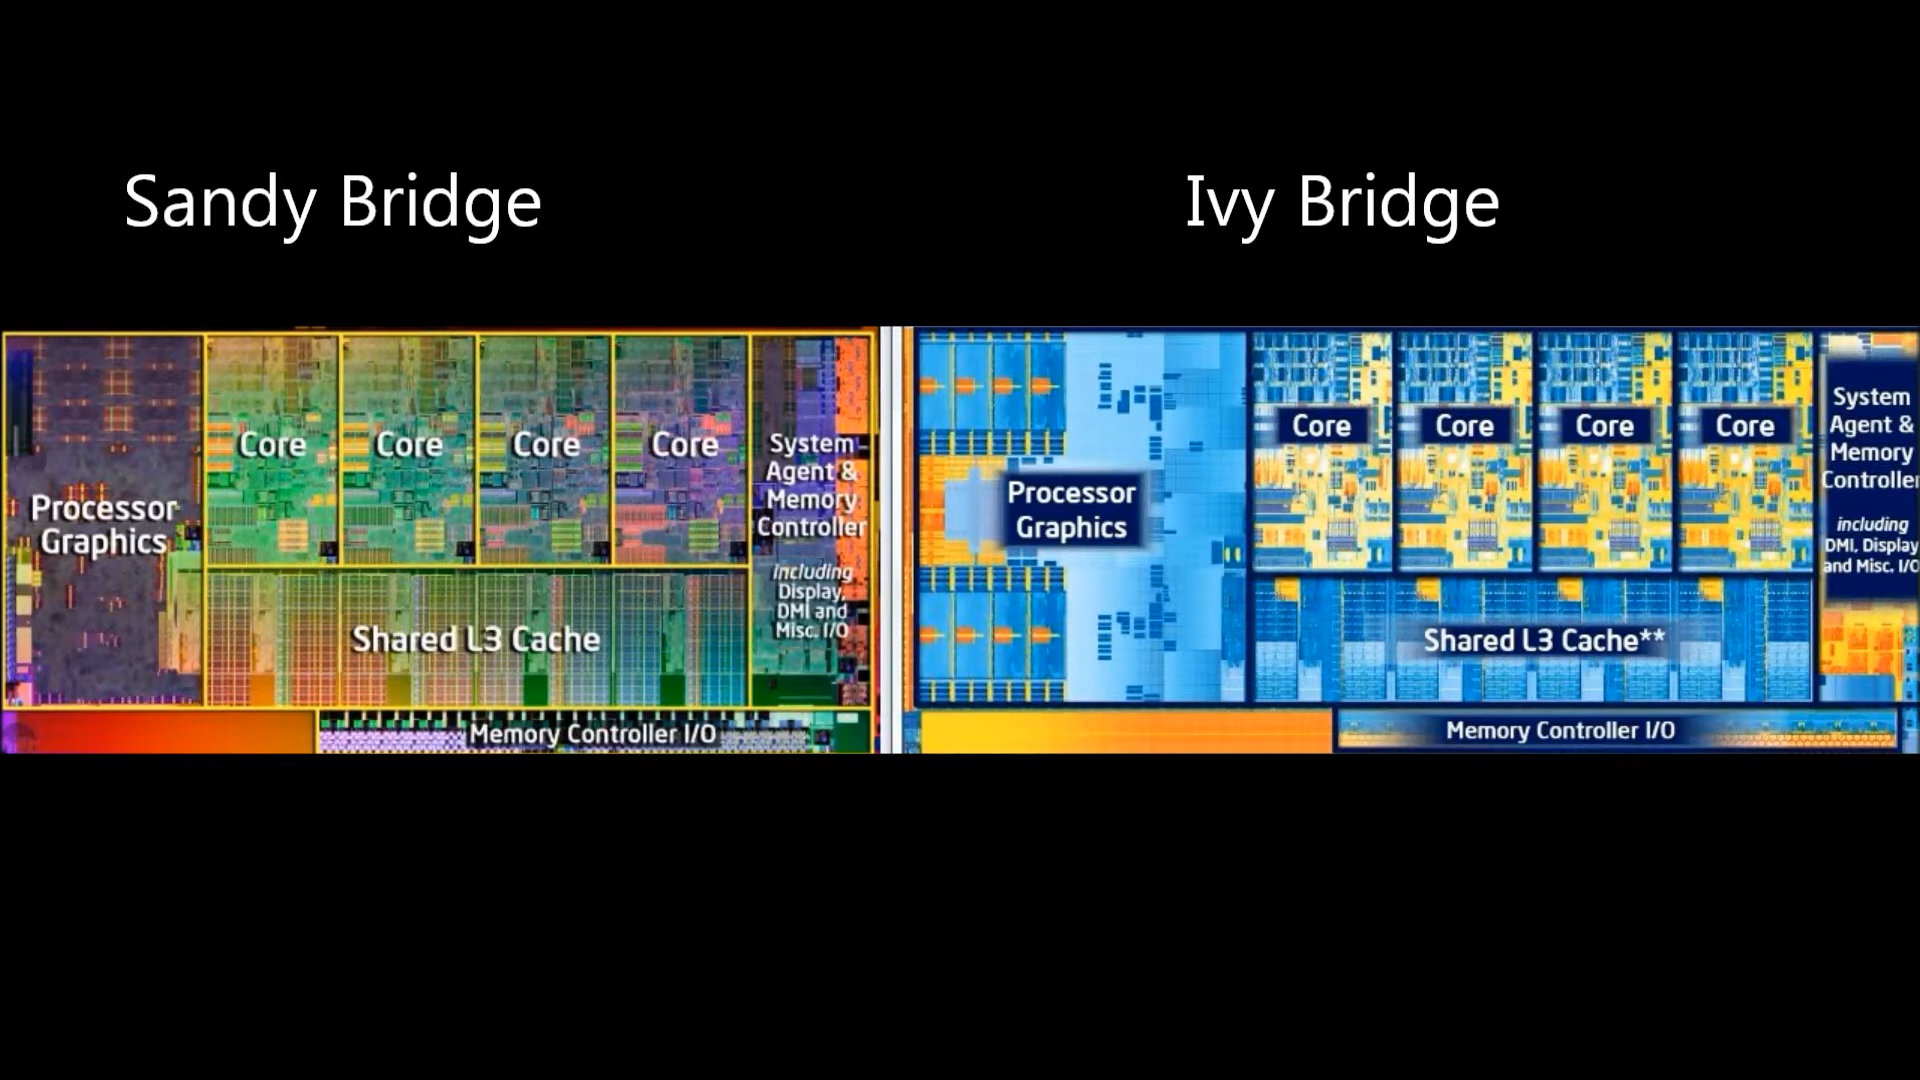 Sandy Bridge
Ivy Bridge
Processor
Graphics
Core
Core
Core
Core
System
Agent &
Memory
Controller
including
Display,
DMI and
Misc. I/O
Shared L3 Cache
Memory Controller I/O
Processor
Graphics
Core
Core
Core
Core
System
Agent &
Memory
Controller
including
DMI, Display
and Misc. I/O
Shared L3 Cache**
Memory Controller I/O